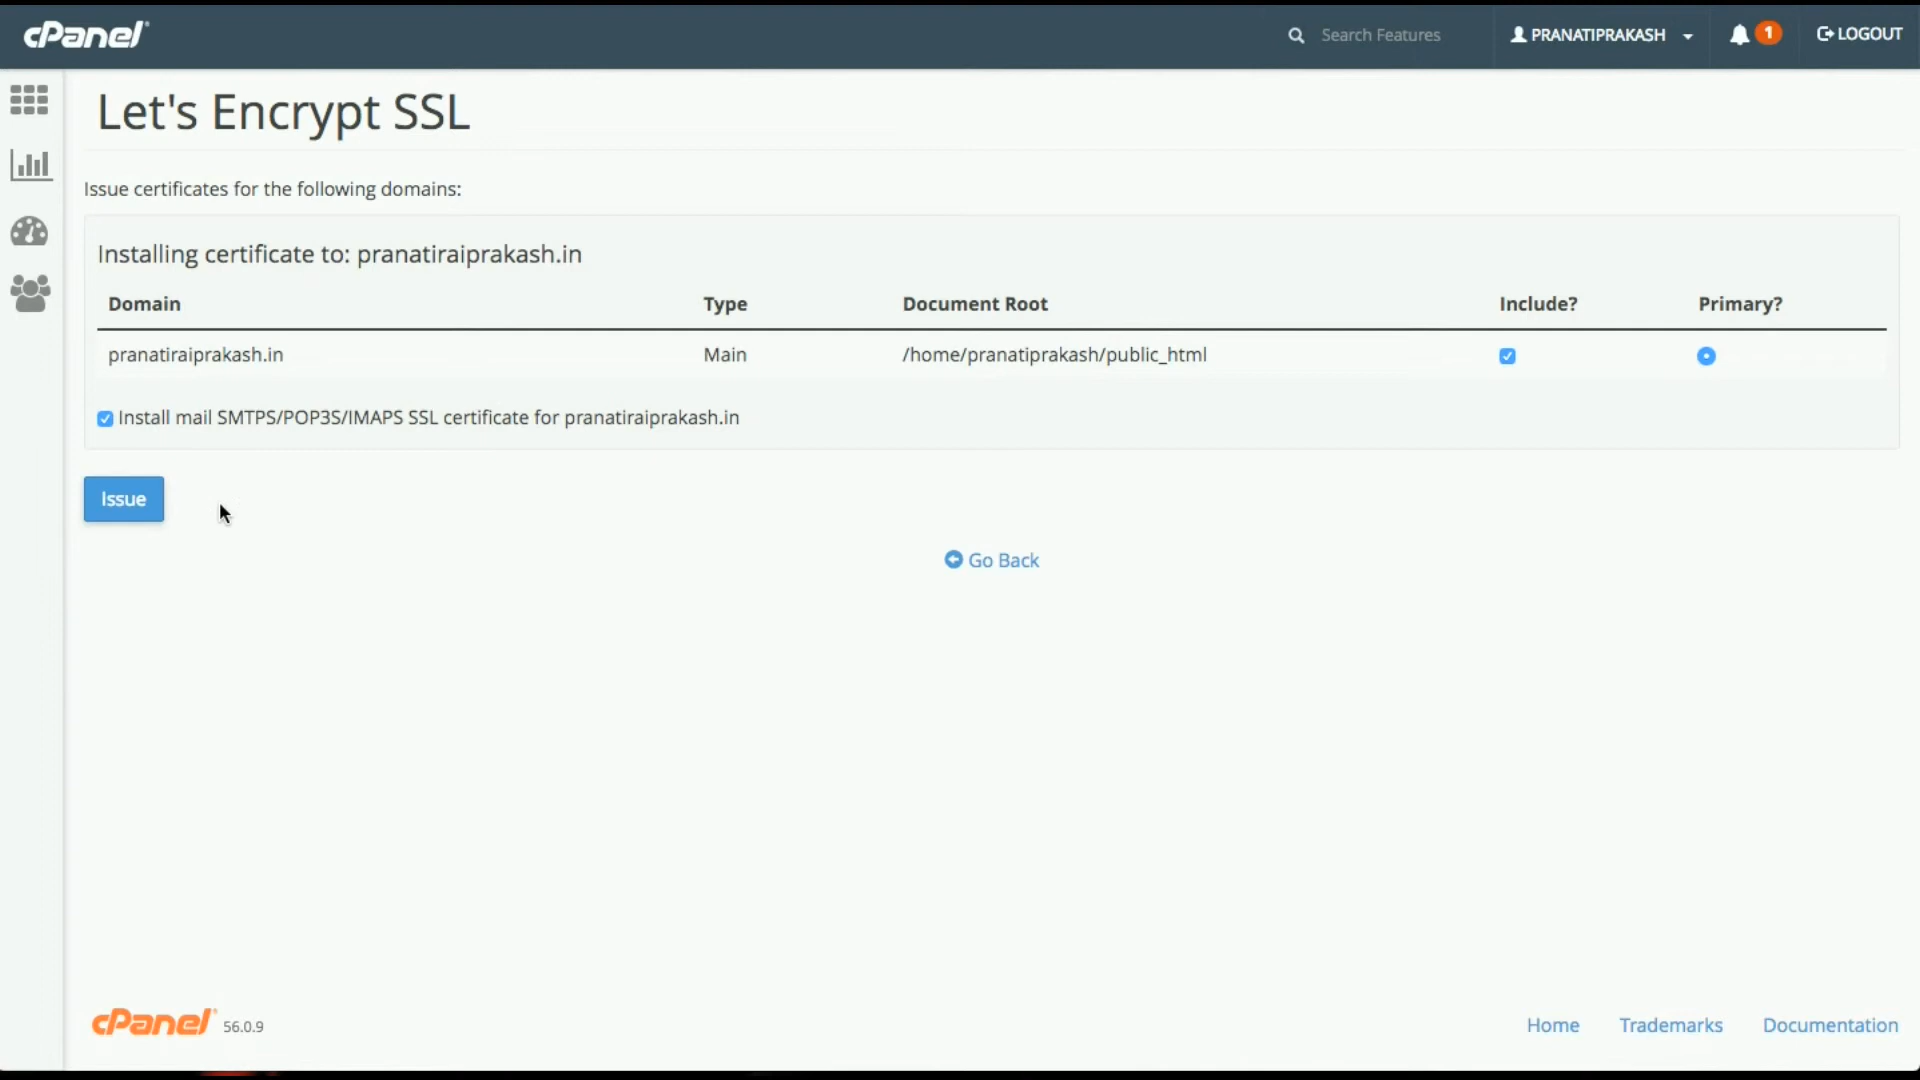 cPanel
Search Features
PRANATIPRAKASH
1
LOGOUT
Let's Encrypt SSL
Issue certificates for the following domains:
Installing certificate to: pranatiraiprakash.in
Domain Type Document Root Include? Primary?
pranatiraiprakash.in Main /home/pranatiprakash/public_html
Install mail SMTPS/POP3S/IMAPS SSL certificate for pranatiraiprakash.in
Issue
Go Back
cPanel 56.0.9
Home Trademarks Documentation